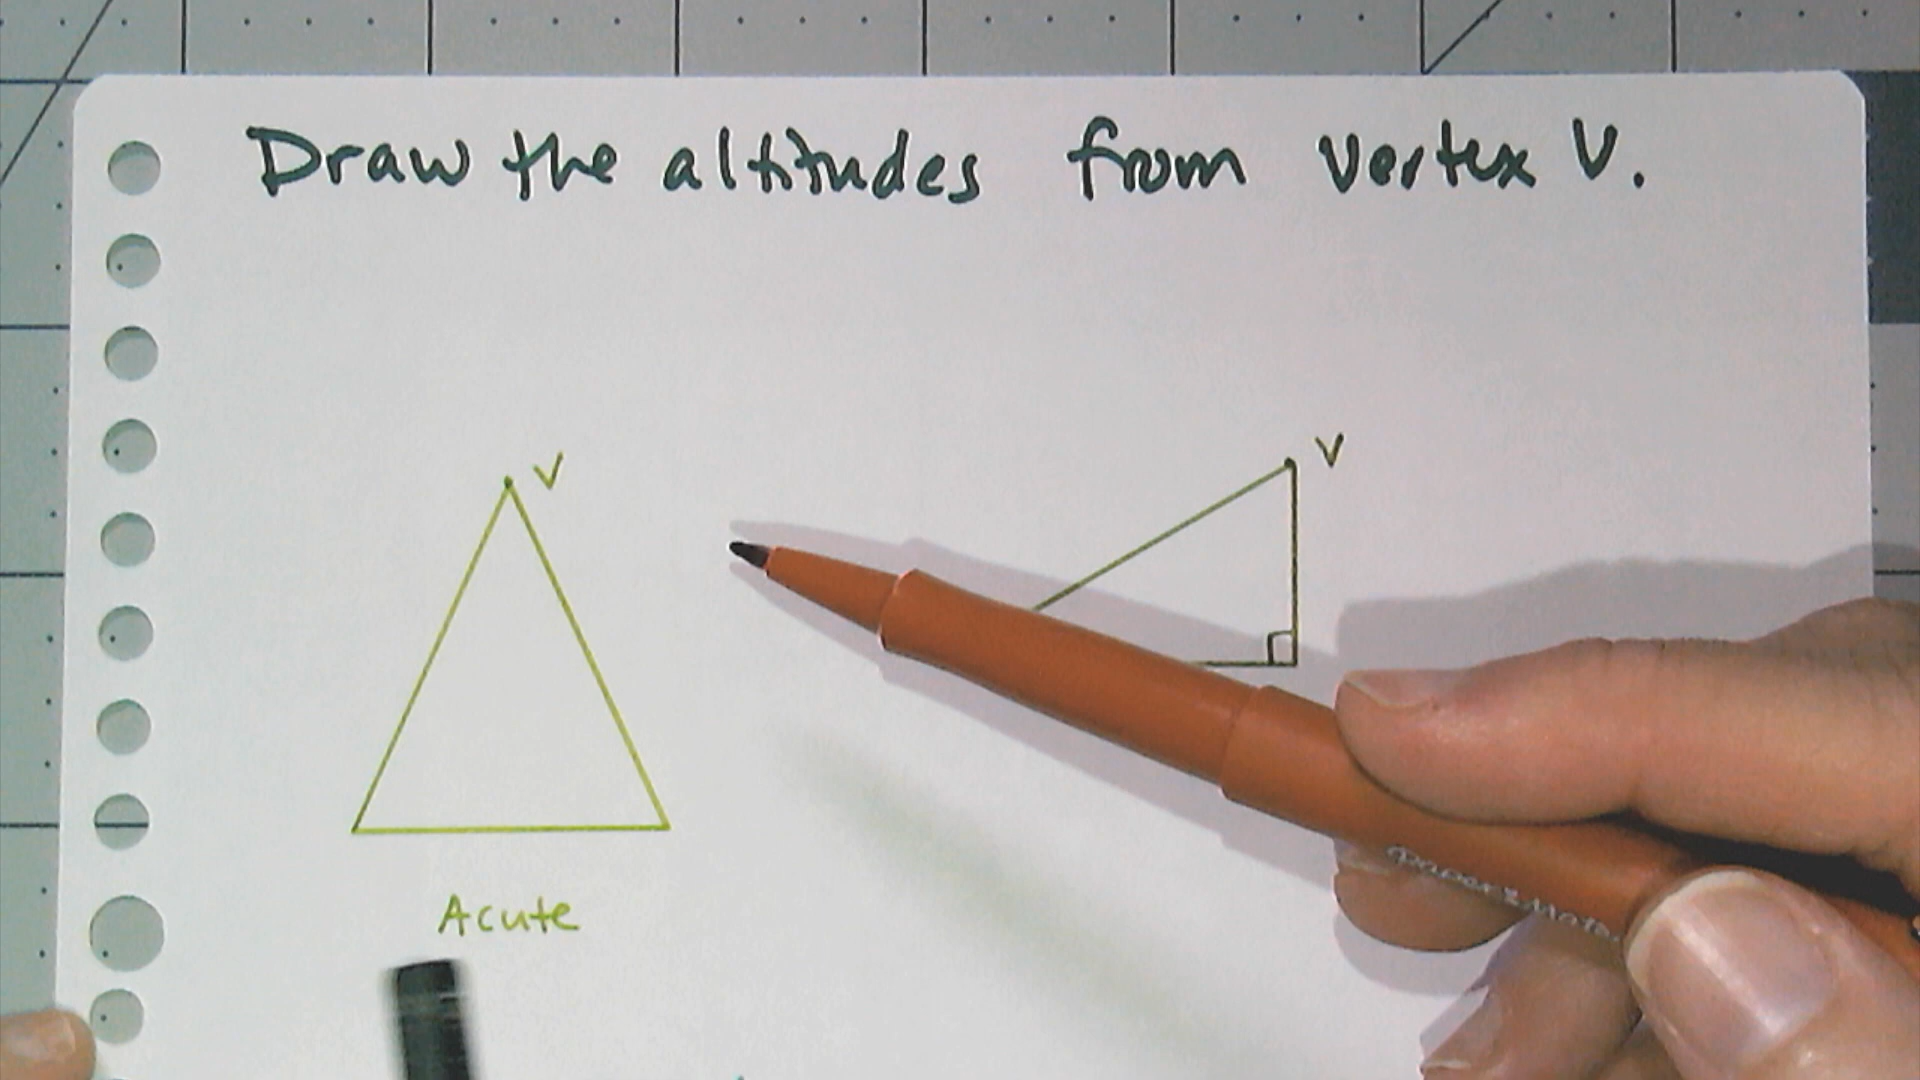 Draw the altitudes from vertex V.
V
V
Acute